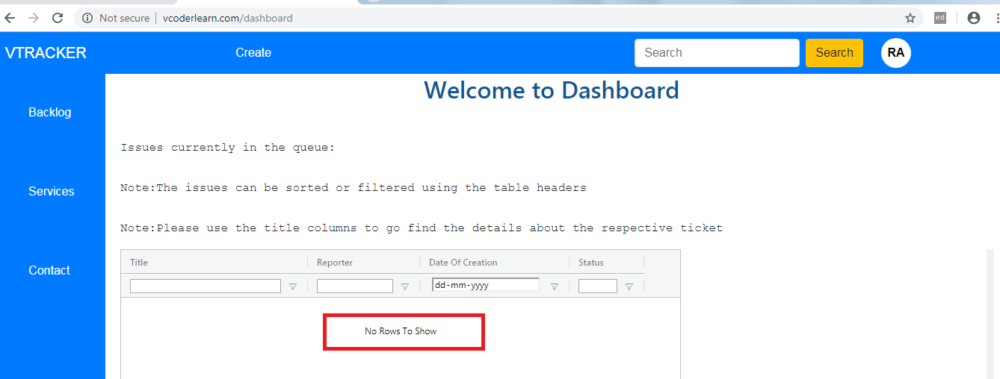 Not secure | vcoderlearn.com/dashboard
ed
VTRACKER Create Search Search RA
Welcome to Dashboard
Backlog
Issues currently in the queue:
Services
Note:The issues can be sorted or filtered using the table headers
Note:Please use the title columns to go find the details about the respective ticket
Contact
Title Reporter Date Of Creation Status
dd-mm-yyyy
No Rows To Show